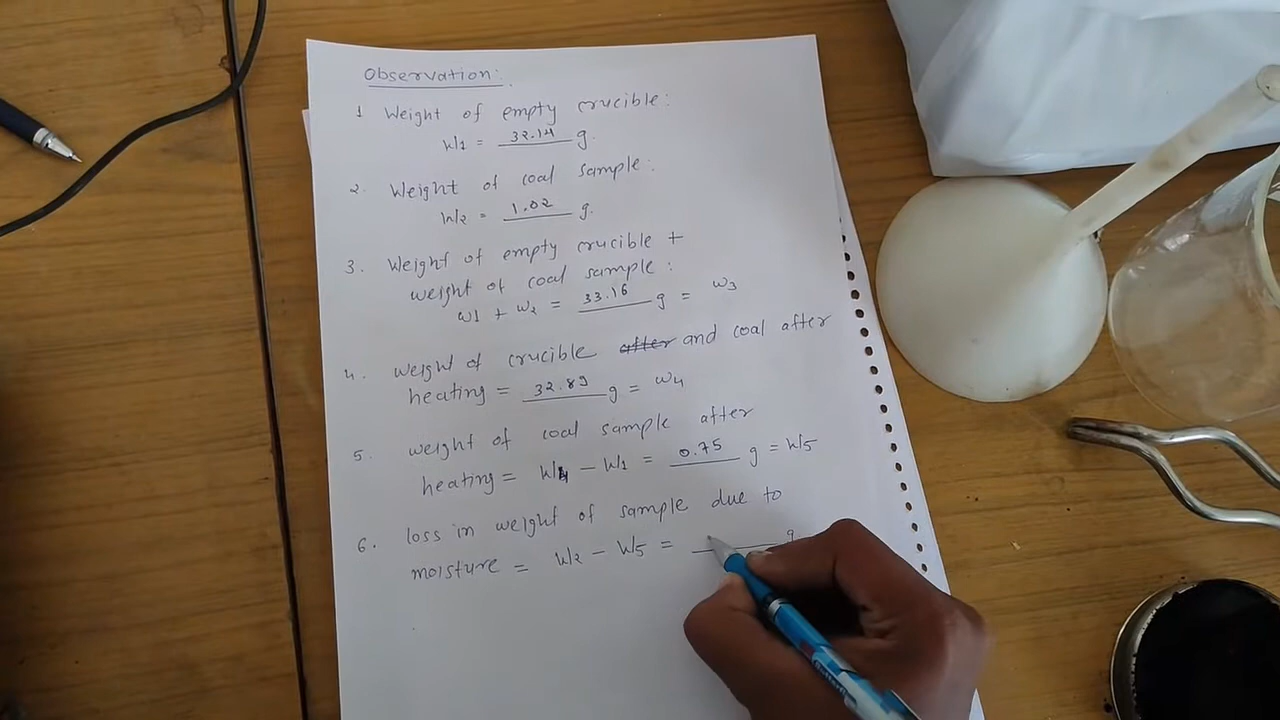 Observation:
1 Weight of empty crucible:
W1 = 32.14 g.
2. Weight of coal sample:
W2 = 1.02 g.
3. Weight of empty crucible +
weight of coal sample:
w1 + w2 = 33.16 g = w3
4. weight of crucible after and coal after
heating = 32.89 g = w4
5. weight of coal sample after
heating = W4 - W1 = 0.75 g = W5
6. loss in weight of sample due to
moisture = W2 - W5 = g